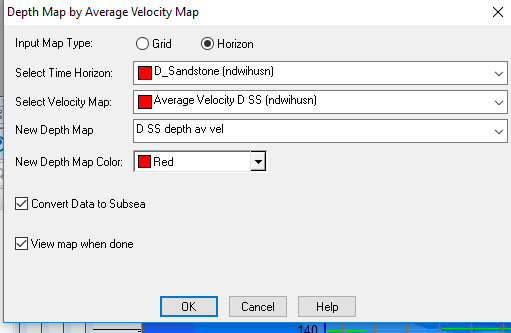 Depth Map by Average Velocity Map
Input Map Type: Grid Horizon
Select Time Horizon: D_Sandstone (ndwihusn)
Select Velocity Map: Average Velocity D SS (ndwihusn)
New Depth Map D SS depth av vel
New Depth Map Color: Red
Convert Data to Subsea
View map when done
OK Cancel Help
140